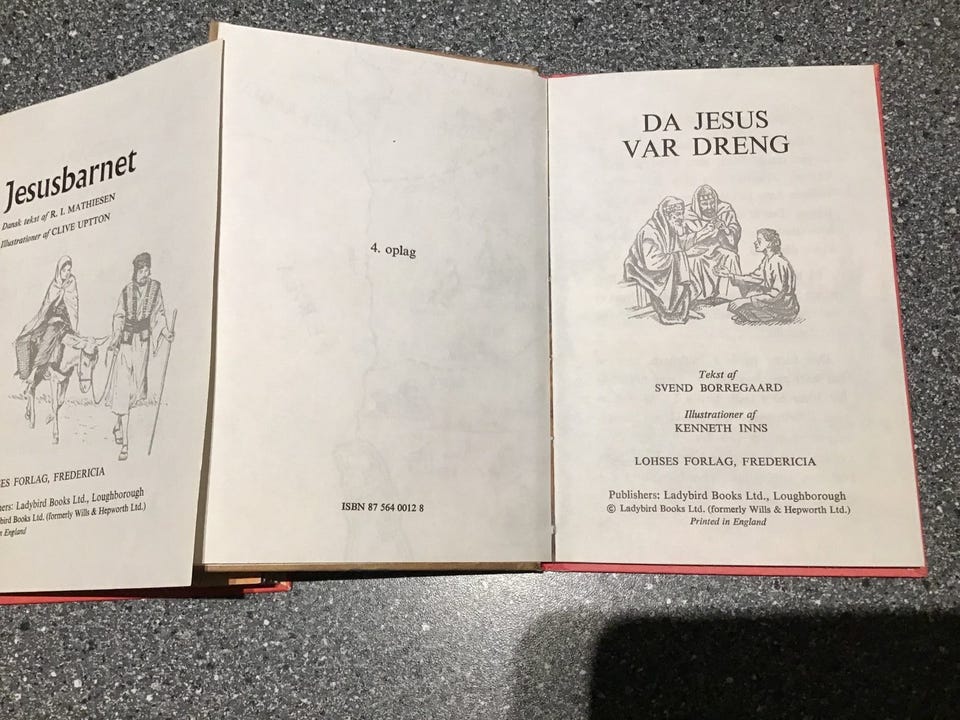 Jesusbarnet
Dansk tekst af R. I. MATHIESEN
Illustrationer af CLIVE UPTTON
FORLAG, FREDERICIA
Ladybird Books Ltd., Loughborough
Books Ltd. (formerly Wills & Hepworth Ltd.)
in England
4. oplag
ISBN 87 564 0012 8
DA JESUS
VAR DRENG
Tekst af
SVEND BORREGAARD
Illustrationer af
KENNETH INNS
LOHSES FORLAG, FREDERICIA
Publishers: Ladybird Books Ltd., Loughborough
© Ladybird Books Ltd. (formerly Wills & Hepworth Ltd.)
Printed in England